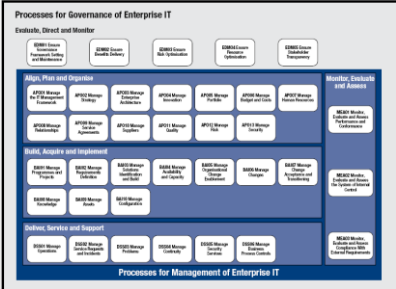 Processes for Governance of Enterprise IT
Evaluate, Direct and Monitor
EDM01 Ensure
Governance
Framework Setting
and Maintenance
EDM02 Ensure
Benefits Delivery
EDM03 Ensure
Risk Optimisation
EDM04 Ensure
Resource
Optimisation
EDM05 Ensure
Stakeholder
Transparency
Align, Plan and Organise
APO01 Manage
the IT Management
Framework
APO02 Manage
Strategy
APO03 Manage
Enterprise
Architecture
APO04 Manage
Innovation
APO05 Manage
Portfolio
APO06 Manage
Budget and Costs
APO07 Manage
Human Resources
APO08 Manage
Relationships
APO09 Manage
Service
Agreements
APO10 Manage
Suppliers
APO11 Manage
Quality
APO12 Manage
Risk
APO13 Manage
Security
Build, Acquire and Implement
BAI01 Manage
Programmes and
Projects
BAI02 Manage
Requirements
Definition
BAI03 Manage
Solutions
Identification
and Build
BAI04 Manage
Availability
and Capacity
BAI05 Manage
Organisational
Change
Enablement
BAI06 Manage
Changes
BAI07 Manage
Change
Acceptance and
Transitioning
BAI08 Manage
Knowledge
BAI09 Manage
Assets
BAI10 Manage
Configuration
Deliver, Service and Support
DSS01 Manage
Operations
DSS02 Manage
Service Requests
and Incidents
DSS03 Manage
Problems
DSS04 Manage
Continuity
DSS05 Manage
Security
Services
DSS06 Manage
Business
Process Controls
Monitor, Evaluate
and Assess
MEA01 Monitor,
Evaluate and Assess
Performance and
Conformance
MEA02 Monitor,
Evaluate and Assess
the System of Internal
Control
MEA03 Monitor,
Evaluate and Assess
Compliance With
External Requirements
Processes for Management of Enterprise IT